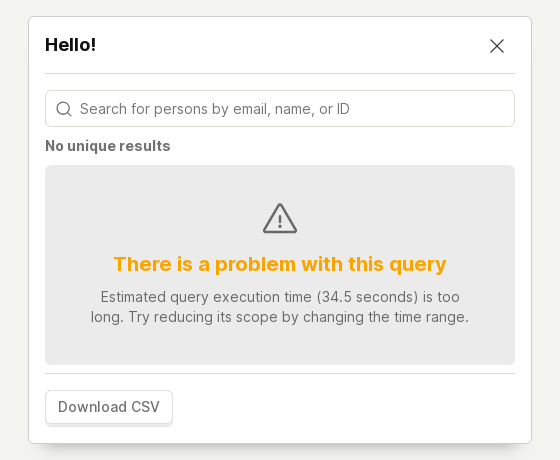 Hello!
Search for persons by email, name, or ID
No unique results
There is a problem with this query
Estimated query execution time (34.5 seconds) is too
long. Try reducing its scope by changing the time range.
Download CSV